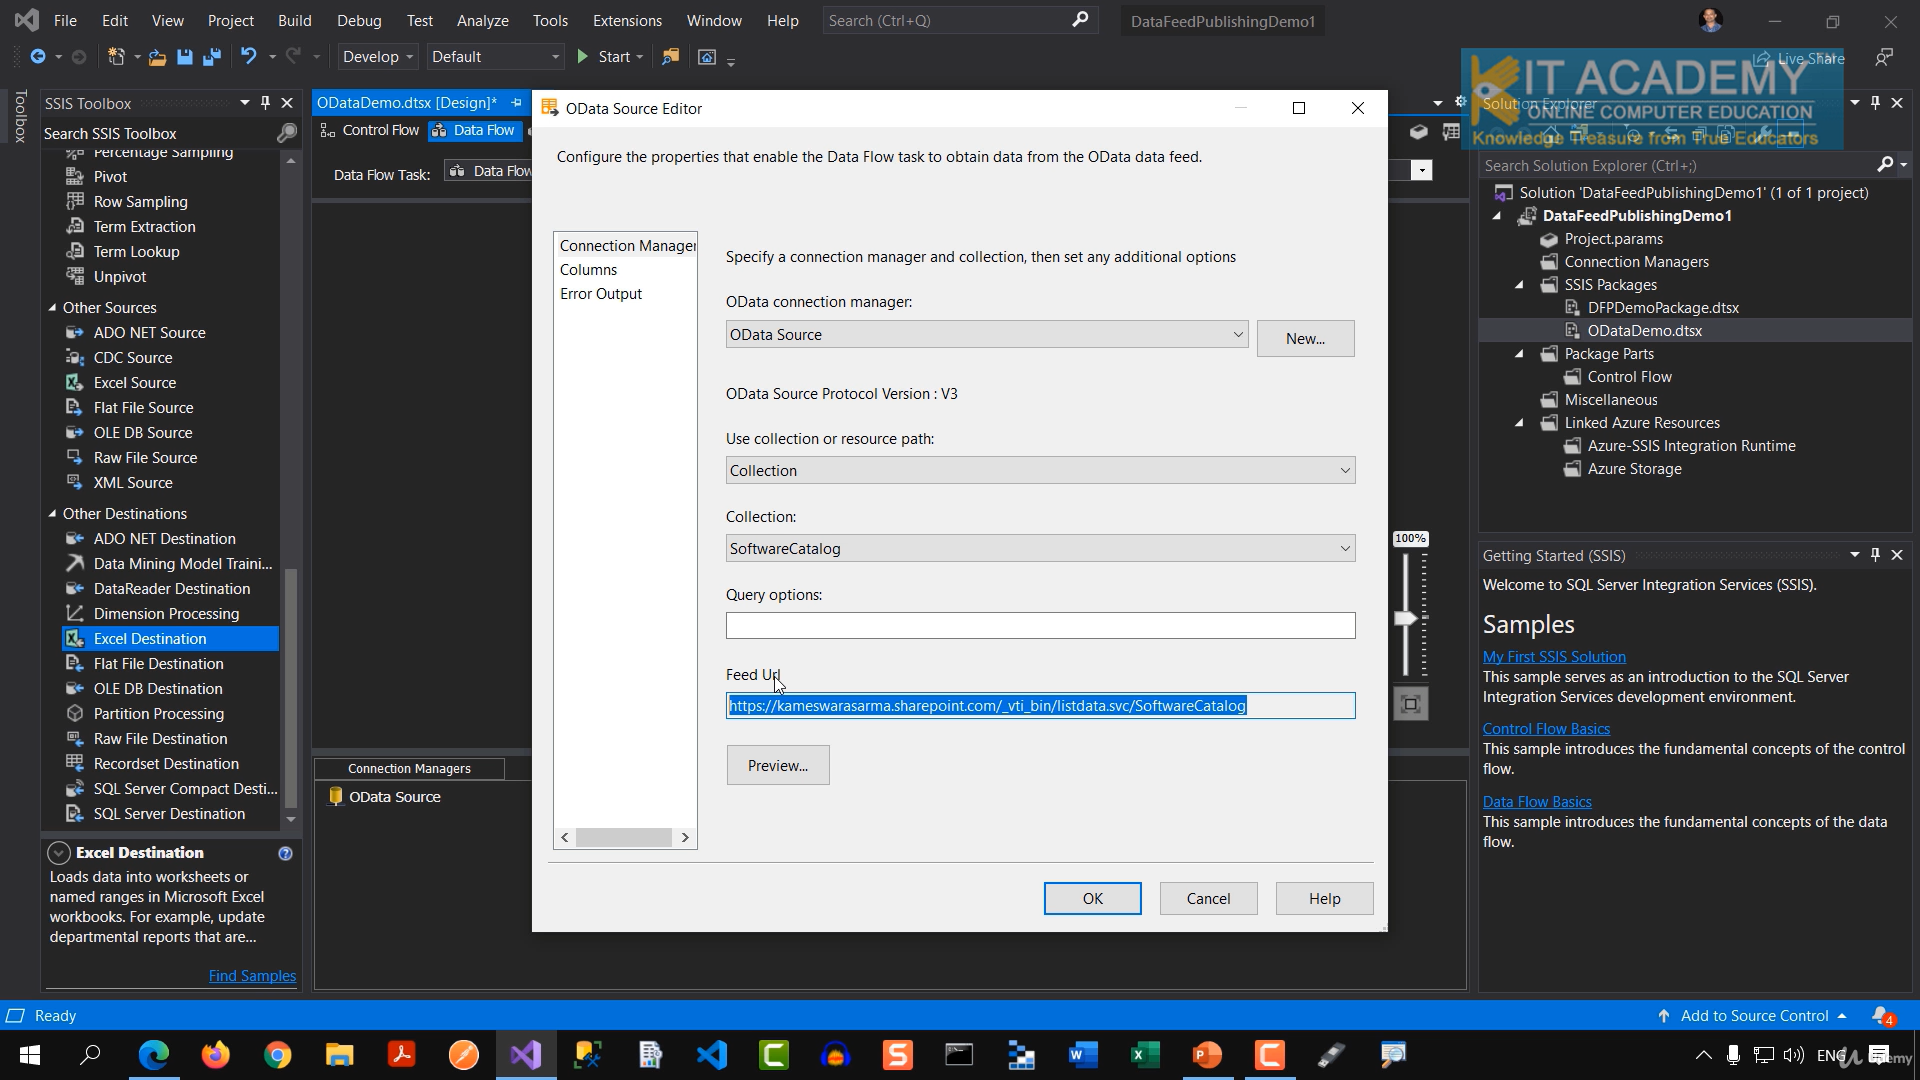 File Edit View Project Build Debug Test Analyze Tools Extensions Window Help Search (Ctrl+Q) DataFeedPublishingDemo1
Develop Default Start Live Share
IT ACADEMY
ONLINE COMPUTER EDUCATION
Knowledge Treasure from True Educators
Toolbox
SSIS Toolbox
Search SSIS Toolbox
Percentage Sampling
Pivot
Row Sampling
Term Extraction
Term Lookup
Unpivot
Other Sources
ADO NET Source
CDC Source
Excel Source
Flat File Source
OLE DB Source
Raw File Source
XML Source
Other Destinations
ADO NET Destination
Data Mining Model Traini...
DataReader Destination
Dimension Processing
Excel Destination
Flat File Destination
OLE DB Destination
Partition Processing
Raw File Destination
Recordset Destination
SQL Server Compact Desti...
SQL Server Destination
Excel Destination
Loads data into worksheets or
named ranges in Microsoft Excel
workbooks. For example, update
departmental reports that are...
Find Samples
ODataDemo.dtsx [Design]*
Control Flow Data Flow
Data Flow Task: Data Flow
OData Source Editor
Configure the properties that enable the Data Flow task to obtain data from the OData data feed.
Connection Manager
Columns
Error Output
Specify a connection manager and collection, then set any additional options
OData connection manager:
OData Source
New...
OData Source Protocol Version : V3
Use collection or resource path:
Collection
Collection:
SoftwareCatalog
Query options:
Feed Url
https://kameswarasarma.sharepoint.com/_vti_bin/listdata.svc/SoftwareCatalog
Preview...
OK Cancel Help
100%
Connection Managers
OData Source
Solution Explorer
Search Solution Explorer (Ctrl+;)
Solution 'DataFeedPublishingDemo1' (1 of 1 project)
DataFeedPublishingDemo1
Project.params
Connection Managers
SSIS Packages
DFPDemoPackage.dtsx
ODataDemo.dtsx
Package Parts
Control Flow
Miscellaneous
Linked Azure Resources
Azure-SSIS Integration Runtime
Azure Storage
Getting Started (SSIS)
Welcome to SQL Server Integration Services (SSIS).
Samples
My First SSIS Solution
This sample serves as an introduction to the SQL Server
Integration Services development environment.
Control Flow Basics
This sample introduces the fundamental concepts of the control
flow.
Data Flow Basics
This sample introduces the fundamental concepts of the data
flow.
Ready
Add to Source Control 4
ENG
Udemy